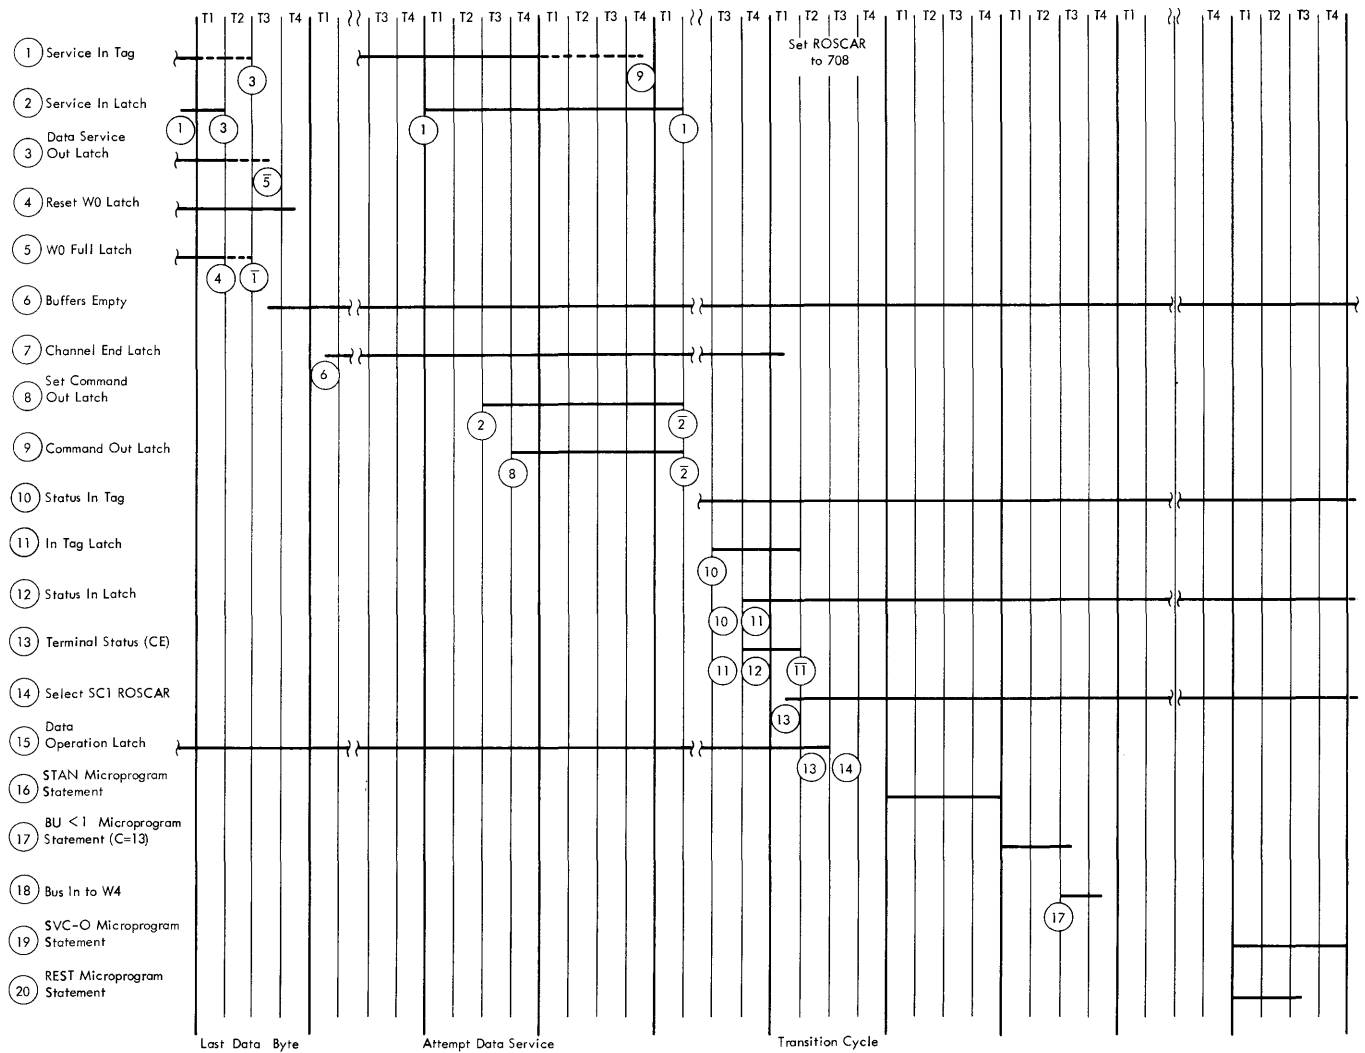 T1 T2 T3 T4 T1 T3 T4 T1 T2 T3 T4 T1 T2 T3 T4 T1 T3 T4 T1 T2 T3 T4 T1 T2 T3 T4 T1 T2 T3 T4 T1 T4 T1 T2 T3 T4
Set ROSCAR
to 708
1 Service In Tag
3 9
2 Service In Latch
1 3 1 1
3 Data Service
Out Latch
5̅
4 Reset W0 Latch
5 W0 Full Latch
4 1̅
6 Buffers Empty
7 Channel End Latch
6
8 Set Command
Out Latch
2 2̅
9 Command Out Latch
8 2̅
10 Status In Tag
11 In Tag Latch
10
12 Status In Latch
10 11
13 Terminal Status (CE)
11 12 1̅1̅
14 Select SC1 ROSCAR
13
15 Data
Operation Latch
13 14
16 STAN Microprogram
Statement
17 BU <1 Microprogram
Statement (C=13)
18 Bus In to W4
17
19 SVC-O Microprogram
Statement
20 REST Microprogram
Statement
Last Data Byte Attempt Data Service Transition Cycle